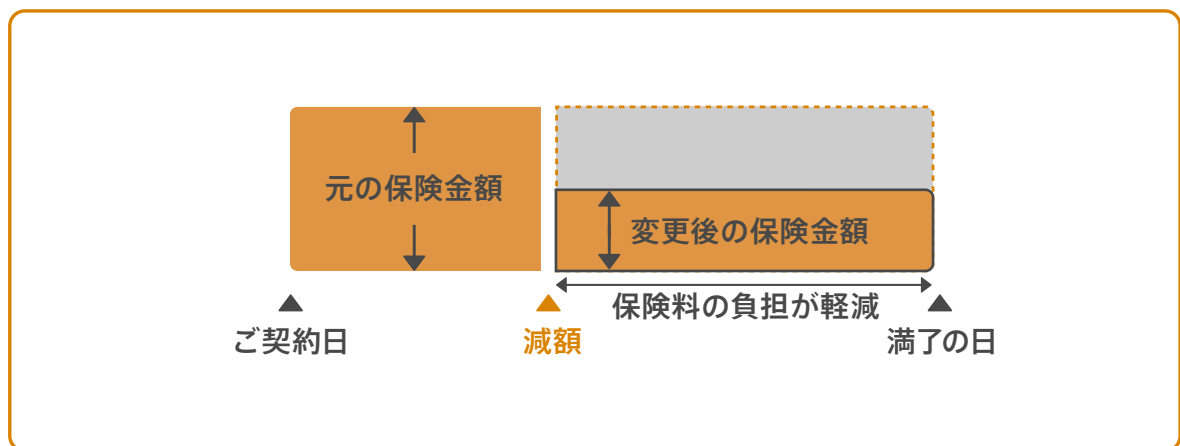 元の保険金額
変更後の保険金額
保険料の負担が軽減
ご契約日
減額
満了の日